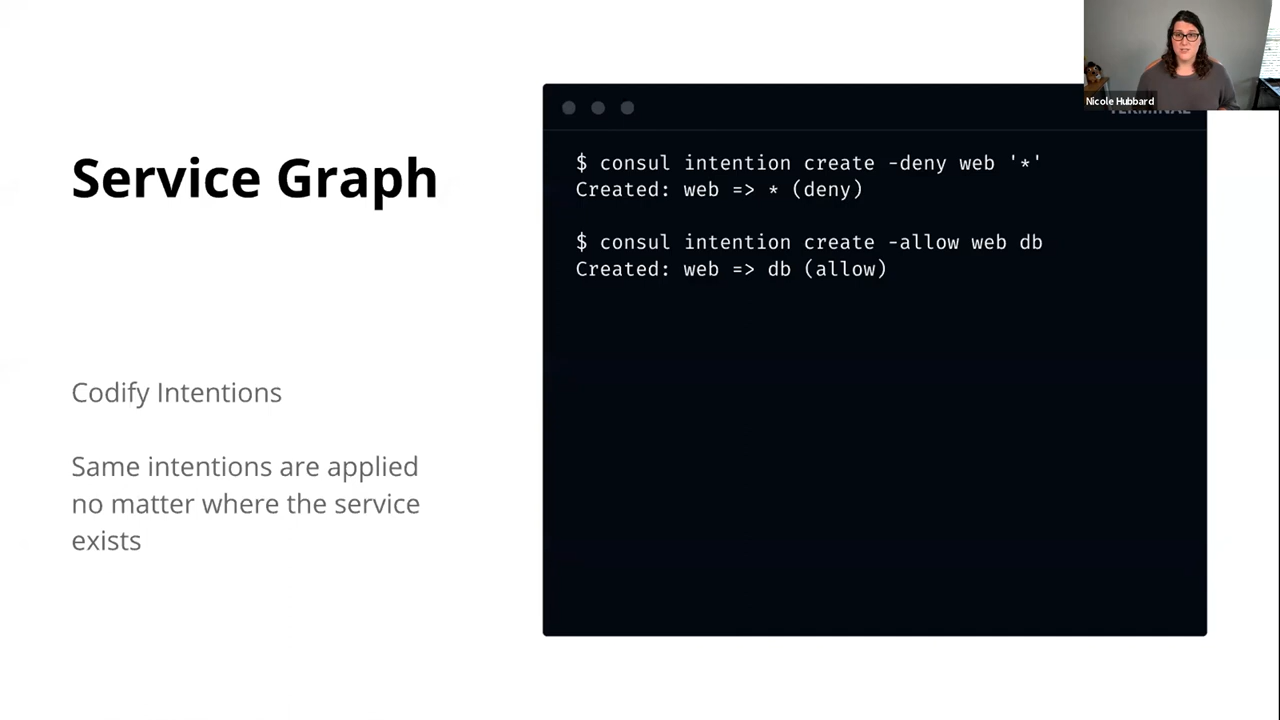 Service Graph
Codify Intentions
Same intentions are applied
no matter where the service
exists
TERMINAL
$ consul intention create -deny web '*'
Created: web => * (deny)
$ consul intention create -allow web db
Created: web => db (allow)
Nicole Hubbard